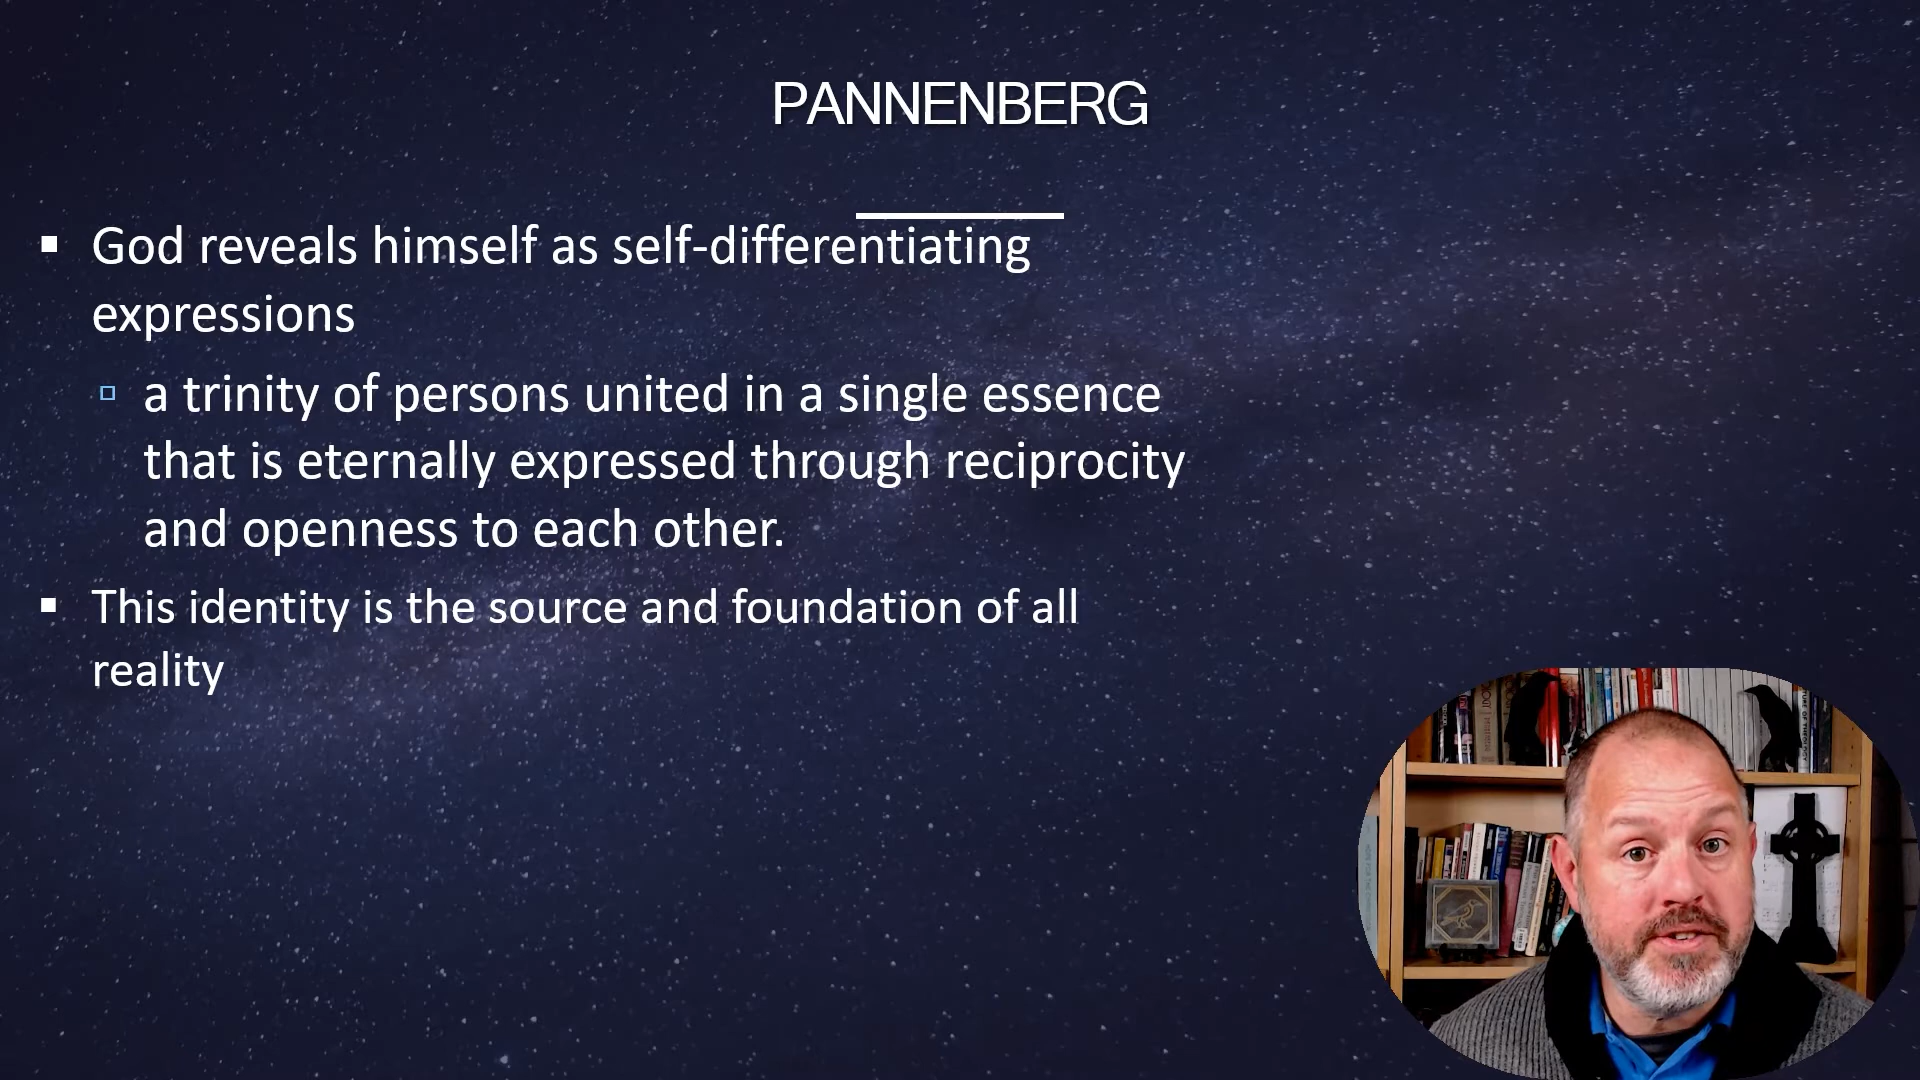 PANNENBERG
God reveals himself as self-differentiating
expressions
a trinity of persons united in a single essence
that is eternally expressed through reciprocity
and openness to each other.
This identity is the source and foundation of all
reality